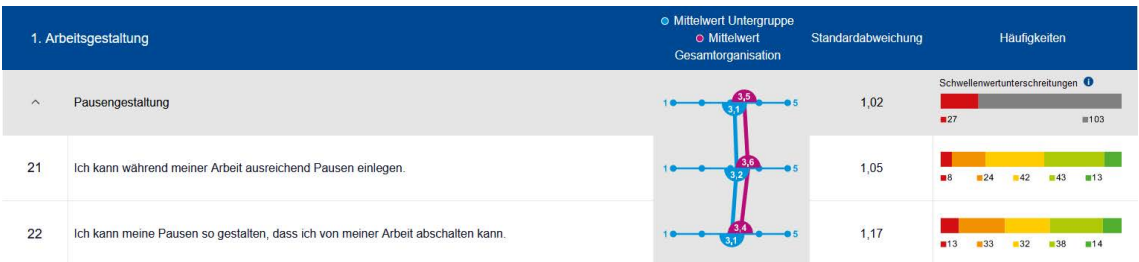 1. Arbeitsgestaltung
Mittelwert Untergruppe
Mittelwert
Gesamtorganisation
Standardabweichung
Häufigkeiten
Pausengestaltung
1 3,5 3,1 5
1,02
Schwellenwertunterschreitungen i
27 103
21 Ich kann während meiner Arbeit ausreichend Pausen einlegen.
1 3,6 3,2 5
1,05
8 24 42 43 13
22 Ich kann meine Pausen so gestalten, dass ich von meiner Arbeit abschalten kann.
1 3,4 3,1 5
1,17
13 33 32 38 14